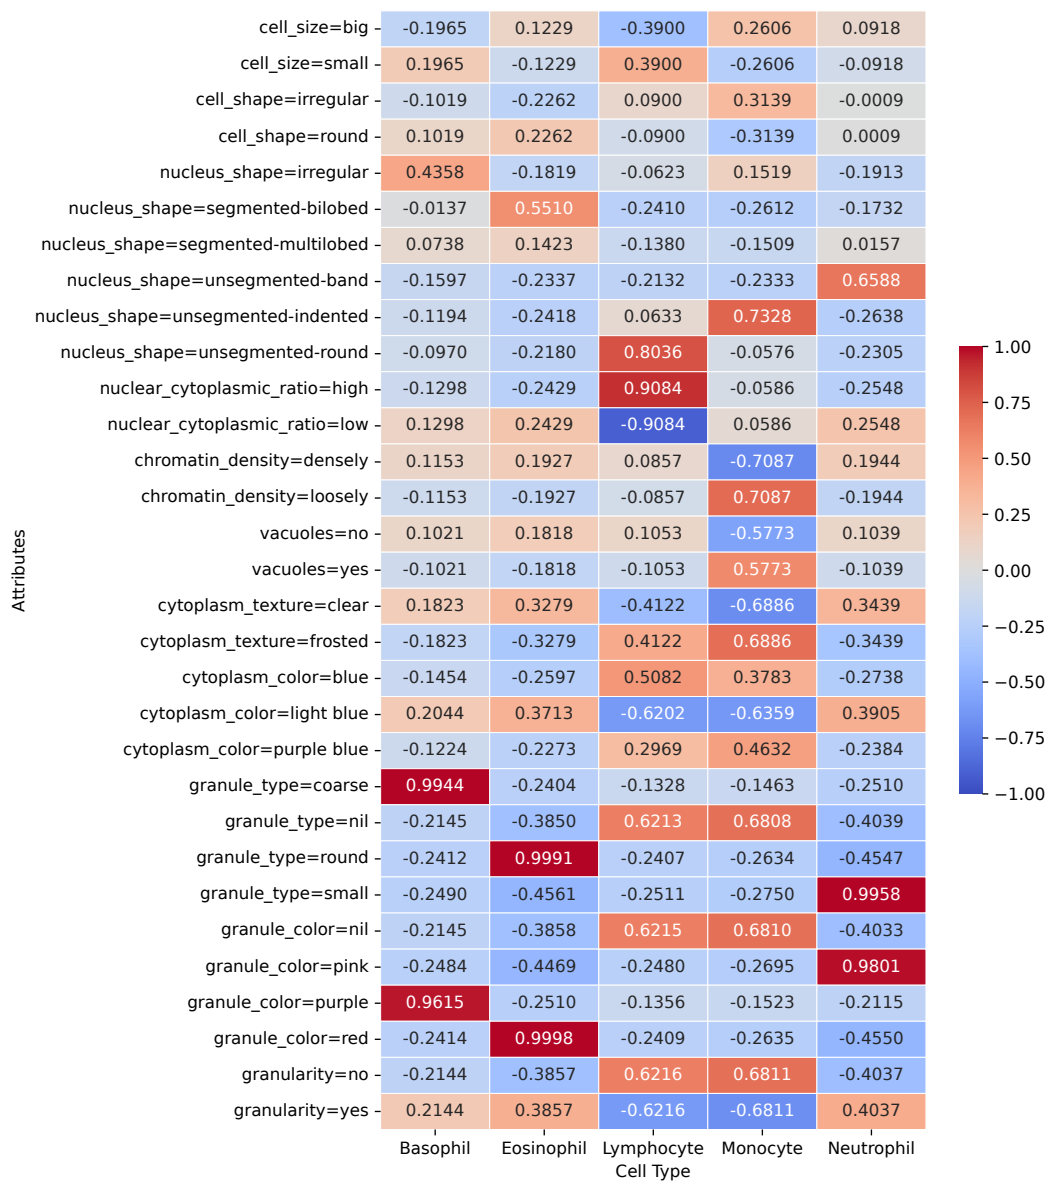 cell_size=big -0.1965 0.1229 -0.3900 0.2606 0.0918
cell_size=small 0.1965 -0.1229 0.3900 -0.2606 -0.0918
cell_shape=irregular -0.1019 -0.2262 0.0900 0.3139 -0.0009
cell_shape=round 0.1019 0.2262 -0.0900 -0.3139 0.0009
nucleus_shape=irregular 0.4358 -0.1819 -0.0623 0.1519 -0.1913
nucleus_shape=segmented-bilobed -0.0137 0.5510 -0.2410 -0.2612 -0.1732
nucleus_shape=segmented-multilobed 0.0738 0.1423 -0.1380 -0.1509 0.0157
nucleus_shape=unsegmented-band -0.1597 -0.2337 -0.2132 -0.2333 0.6588
nucleus_shape=unsegmented-indented -0.1194 -0.2418 0.0633 0.7328 -0.2638
nucleus_shape=unsegmented-round -0.0970 -0.2180 0.8036 -0.0576 -0.2305
nuclear_cytoplasmic_ratio=high -0.1298 -0.2429 0.9084 -0.0586 -0.2548
nuclear_cytoplasmic_ratio=low 0.1298 0.2429 -0.9084 0.0586 0.2548
chromatin_density=densely 0.1153 0.1927 0.0857 -0.7087 0.1944
chromatin_density=loosely -0.1153 -0.1927 -0.0857 0.7087 -0.1944
vacuoles=no 0.1021 0.1818 0.1053 -0.5773 0.1039
vacuoles=yes -0.1021 -0.1818 -0.1053 0.5773 -0.1039
cytoplasm_texture=clear 0.1823 0.3279 -0.4122 -0.6886 0.3439
cytoplasm_texture=frosted -0.1823 -0.3279 0.4122 0.6886 -0.3439
cytoplasm_color=blue -0.1454 -0.2597 0.5082 0.3783 -0.2738
cytoplasm_color=light blue 0.2044 0.3713 -0.6202 -0.6359 0.3905
cytoplasm_color=purple blue -0.1224 -0.2273 0.2969 0.4632 -0.2384
granule_type=coarse 0.9944 -0.2404 -0.1328 -0.1463 -0.2510
granule_type=nil -0.2145 -0.3850 0.6213 0.6808 -0.4039
granule_type=round -0.2412 0.9991 -0.2407 -0.2634 -0.4547
granule_type=small -0.2490 -0.4561 -0.2511 -0.2750 0.9958
granule_color=nil -0.2145 -0.3858 0.6215 0.6810 -0.4033
granule_color=pink -0.2484 -0.4469 -0.2480 -0.2695 0.9801
granule_color=purple 0.9615 -0.2510 -0.1356 -0.1523 -0.2115
granule_color=red -0.2414 0.9998 -0.2409 -0.2635 -0.4550
granularity=no -0.2144 -0.3857 0.6216 0.6811 -0.4037
granularity=yes 0.2144 0.3857 -0.6216 -0.6811 0.4037
Basophil Eosinophil Lymphocyte Monocyte Neutrophil
Cell Type
Attributes
1.00
0.75
0.50
0.25
0.00
−0.25
−0.50
−0.75
−1.00